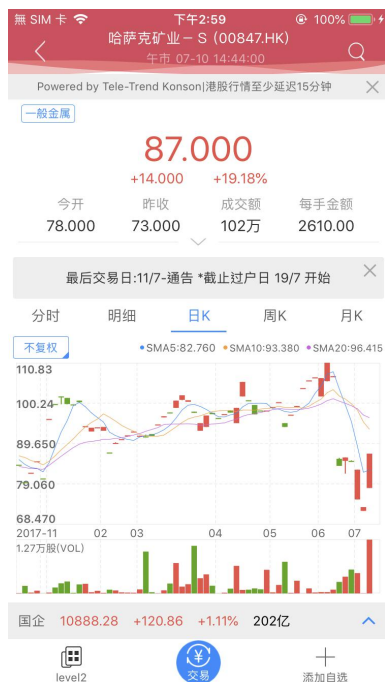 無 SIM 卡 下午2:59 100%
哈萨克矿业－S (00847.HK)
午市 07-10 14:44:00
Powered by Tele-Trend Konson|港股行情至少延迟15分钟
一般金属
87.000
+14.000 +19.18%
今开 昨收 成交额 每手金额
78.000 73.000 102万 2610.00
最后交易日:11/7-通告 *截止过户日 19/7 开始
分时 明细 日K 周K 月K
不复权 SMA5:82.760 SMA10:93.380 SMA20:96.415
110.83
100.24
89.650
79.060
68.470
2017-11 02 03 04 05 06 07
1.27万股(VOL)
国企 10888.28 +120.86 +1.11% 202亿
level2 交易 添加自选